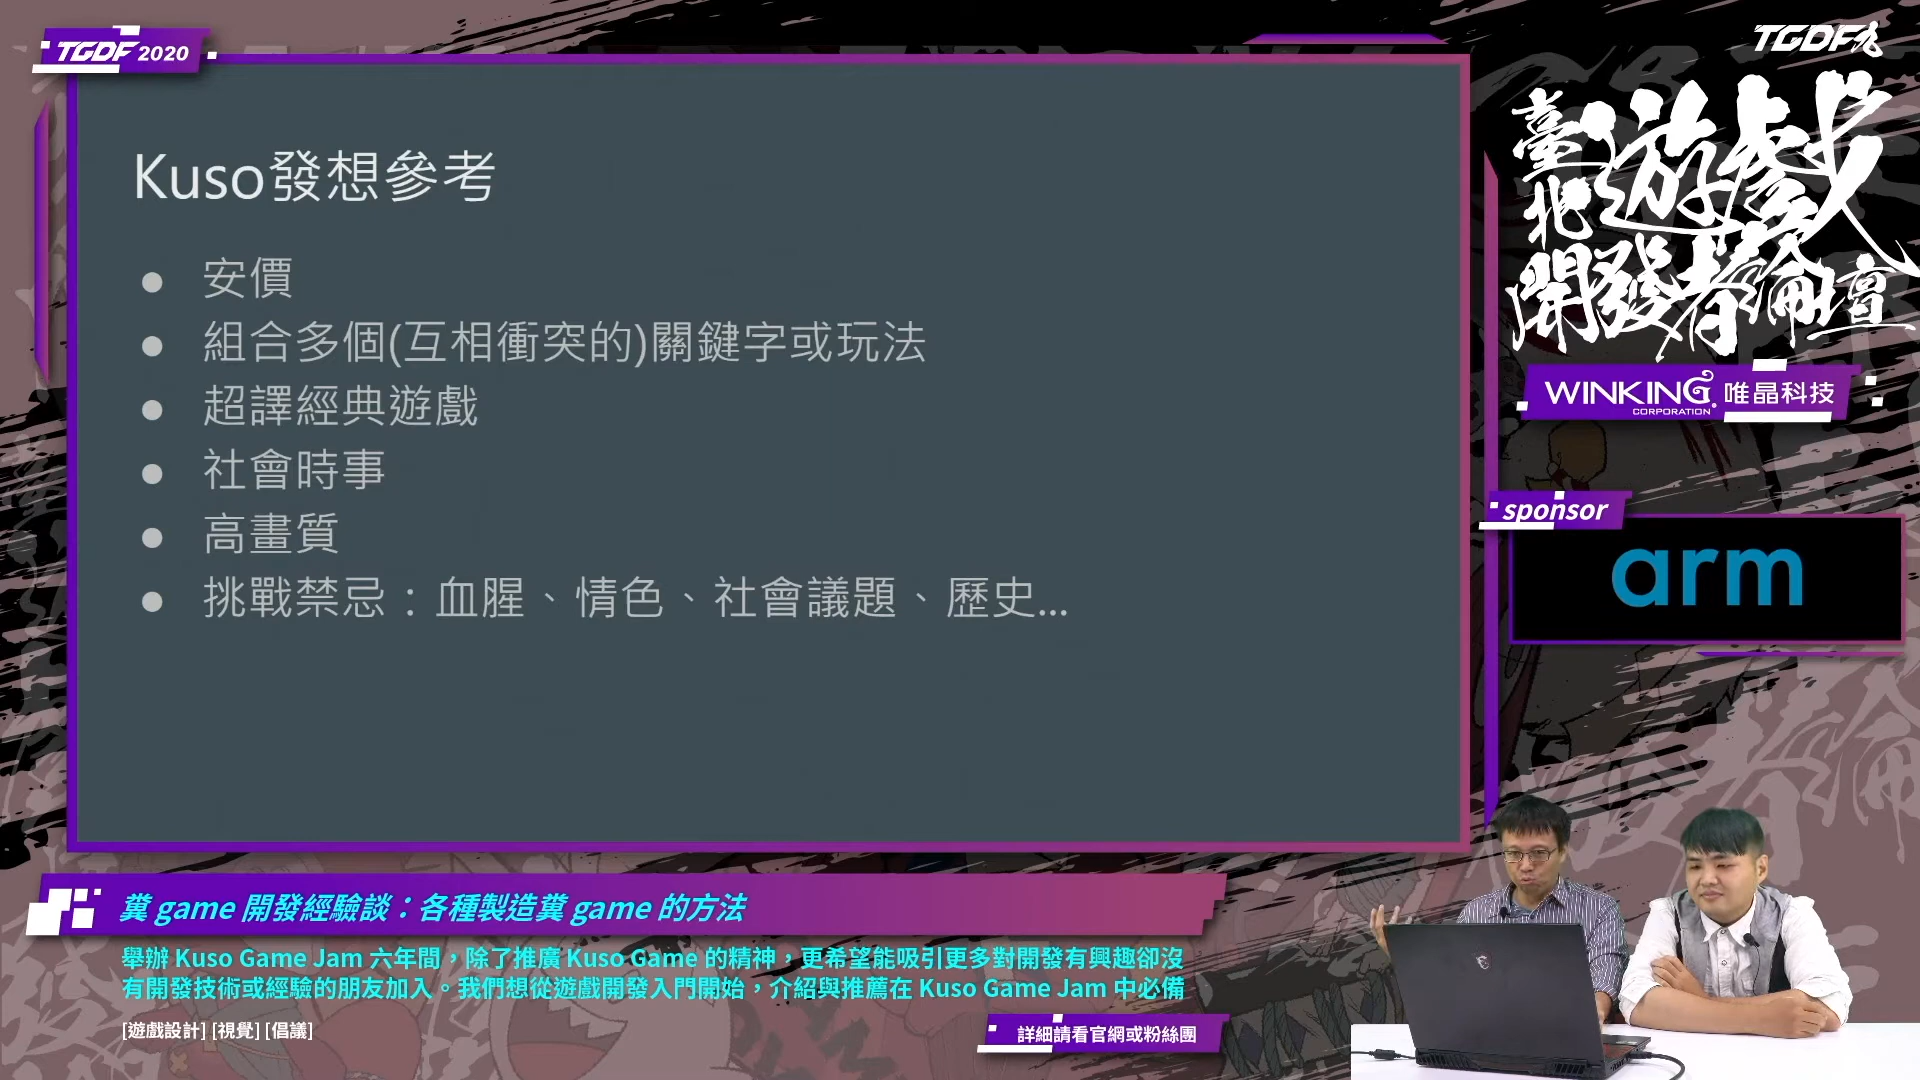 TGDF 2020
TGDF九
臺北遊戲開發者論壇
WINKING CORPORATION 唯晶科技
sponsor
arm
Kuso發想參考
● 安價
● 組合多個(互相衝突的)關鍵字或玩法
● 超譯經典遊戲
● 社會時事
● 高畫質
● 挑戰禁忌：血腥、情色、社會議題、歷史...
糞 game 開發經驗談：各種製造糞 game 的方法
舉辦 Kuso Game Jam 六年間，除了推廣 Kuso Game 的精神，更希望能吸引更多對開發有興趣卻沒
有開發技術或經驗的朋友加入。我們想從遊戲開發入門開始，介紹與推薦在 Kuso Game Jam 中必備
[遊戲設計] [視覺] [倡議]
詳細請看官網或粉絲團